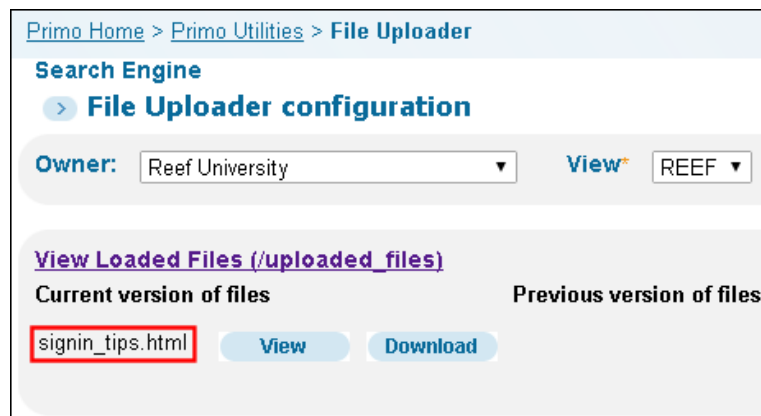 Primo Home > Primo Utilities > File Uploader
Search Engine
> File Uploader configuration
Owner: Reef University View* REEF
View Loaded Files (/uploaded_files)
Current version of files Previous version of files
signin_tips.html View Download